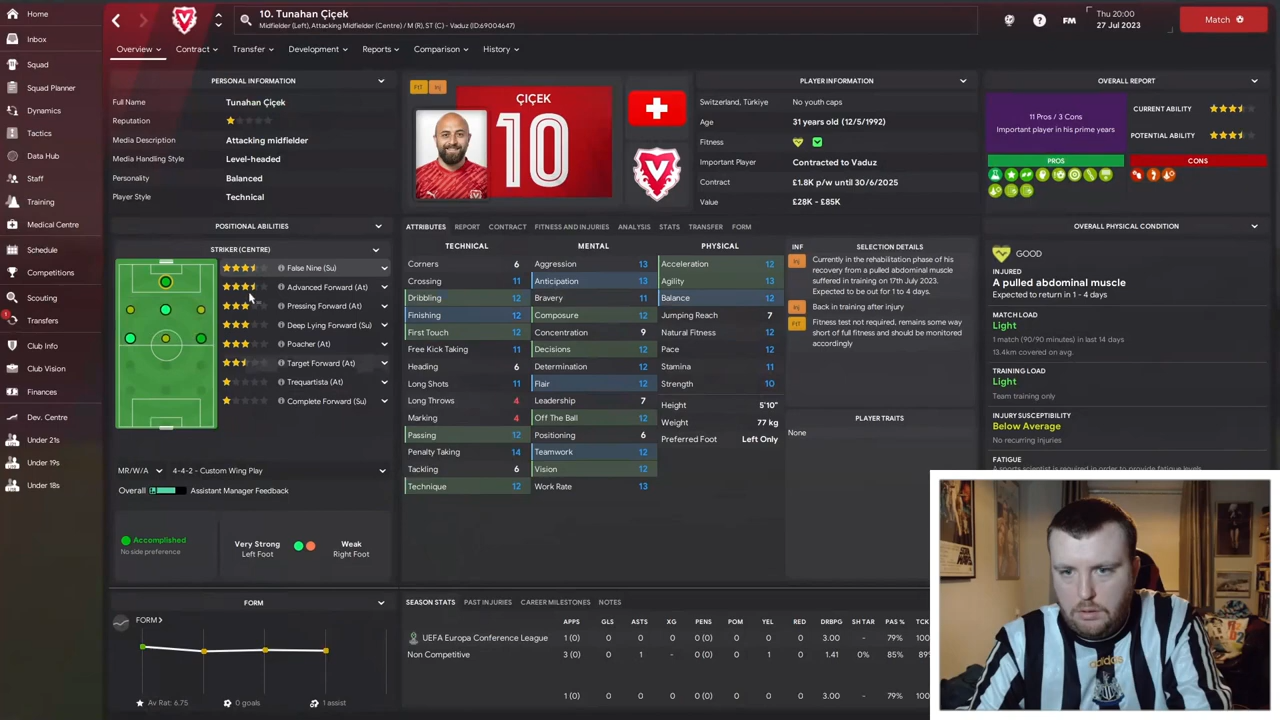 10. Tunahan Çiçek
Midfielder (Left), Attacking Midfielder (Centre) / M (R), ST (C) - Vaduz (ID:69004647)
FM
Thu 20:00
27 Jul 2023
Match
Home
Inbox
Squad
Squad Planner
Dynamics
Tactics
Data Hub
Staff
Training
Medical Centre
Schedule
Competitions
Scouting
Transfers
Club Info
Club Vision
Finances
Dev. Centre
Under 21s
Under 19s
Under 18s
Overview
Contract
Transfer
Development
Reports
Comparison
History
PERSONAL INFORMATION
Full Name Tunahan Çiçek
Reputation
Media Description Attacking midfielder
Media Handling Style Level-headed
Personality Balanced
Player Style Technical
POSITIONAL ABILITIES
STRIKER (CENTRE)
False Nine (Su)
Advanced Forward (At)
Pressing Forward (At)
Deep Lying Forward (Su)
Poacher (At)
Target Forward (At)
Trequartista (At)
Complete Forward (Su)
MR/W/A 4-4-2 - Custom Wing Play
Overall Assistant Manager Feedback
Accomplished
No side preference
Very Strong
Left Foot
Weak
Right Foot
FORM
FORM>
Av Rat: 6.75
0 goals
1 assist
FIT
Inj
ÇIÇEK
10
PLAYER INFORMATION
Switzerland, Türkiye No youth caps
Age 31 years old (12/5/1992)
Fitness
Important Player Contracted to Vaduz
Contract £1.8K p/w until 30/6/2025
Value £28K - £85K
OVERALL REPORT
11 Pros / 3 Cons
Important player in his prime years
CURRENT ABILITY
POTENTIAL ABILITY
PROS
CONS
ATTRIBUTES
REPORT
CONTRACT
FITNESS AND INJURIES
ANALYSIS
STATS
TRANSFER
FORM
TECHNICAL
Corners 6
Crossing 11
Dribbling 12
Finishing 12
First Touch 12
Free Kick Taking 11
Heading 6
Long Shots 11
Long Throws 4
Marking 4
Passing 12
Penalty Taking 14
Tackling 6
Technique 12
MENTAL
Aggression 13
Anticipation 13
Bravery 11
Composure 12
Concentration 9
Decisions 12
Determination 12
Flair 12
Leadership 7
Off The Ball 12
Positioning 6
Teamwork 12
Vision 12
Work Rate 13
PHYSICAL
Acceleration 12
Agility 13
Balance 12
Jumping Reach 7
Natural Fitness 12
Pace 12
Stamina 11
Strength 10
Height 5'10"
Weight 77 kg
Preferred Foot Left Only
INF SELECTION DETAILS
Inj
Currently in the rehabilitation phase of his
recovery from a pulled abdominal muscle
suffered in training on 17th July 2023.
Expected to be out for 1 to 4 days.
Inj
Back in training after injury
FIT
Fitness test not required, remains some way
short of full fitness and should be monitored
accordingly
PLAYER TRAITS
None
OVERALL PHYSICAL CONDITION
GOOD
INJURED
A pulled abdominal muscle
Expected to return in 1 - 4 days
MATCH LOAD
Light
1 match (90/90 minutes) in last 14 days
13.4km covered on avg.
TRAINING LOAD
Light
Team training only
INJURY SUSCEPTIBILITY
Below Average
No recurring injuries
FATIGUE
SEASON STATS
PAST INJURIES
CAREER MILESTONES
NOTES
APPS GLS ASTS XG PENS POM YEL RED DRBPG SH TAR PAS % TCK
UEFA Europa Conference League 1 (0) 0 0 0 0 (0) 0 0 0 3.00 - 79% 100
Non Competitive 3 (0) 0 1 - 0 (0) 0 1 0 1.41 0% 85% 89
1 (0) 0 0 0 0 (0) 0 0 0 3.00 - 79% 100
adidas